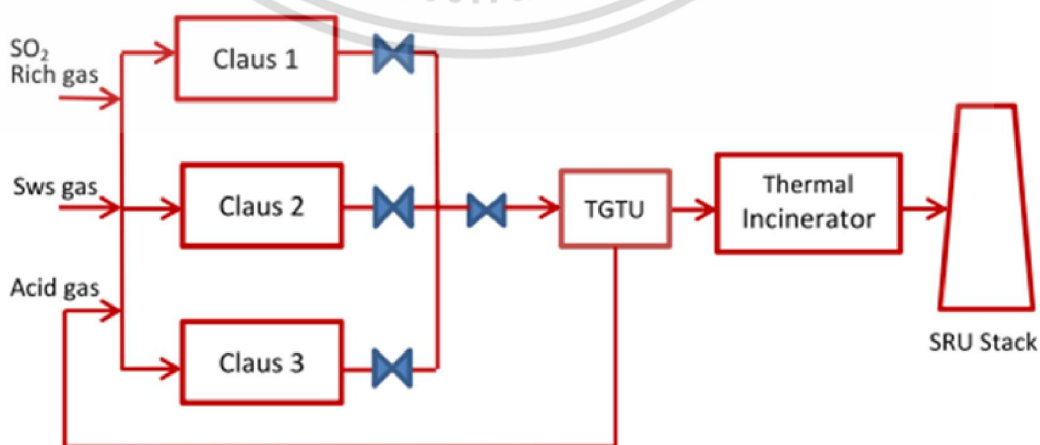 SO2
Rich gas
Sws gas
Acid gas
Claus 1
Claus 2
Claus 3
TGTU
Thermal
Incinerator
SRU Stack